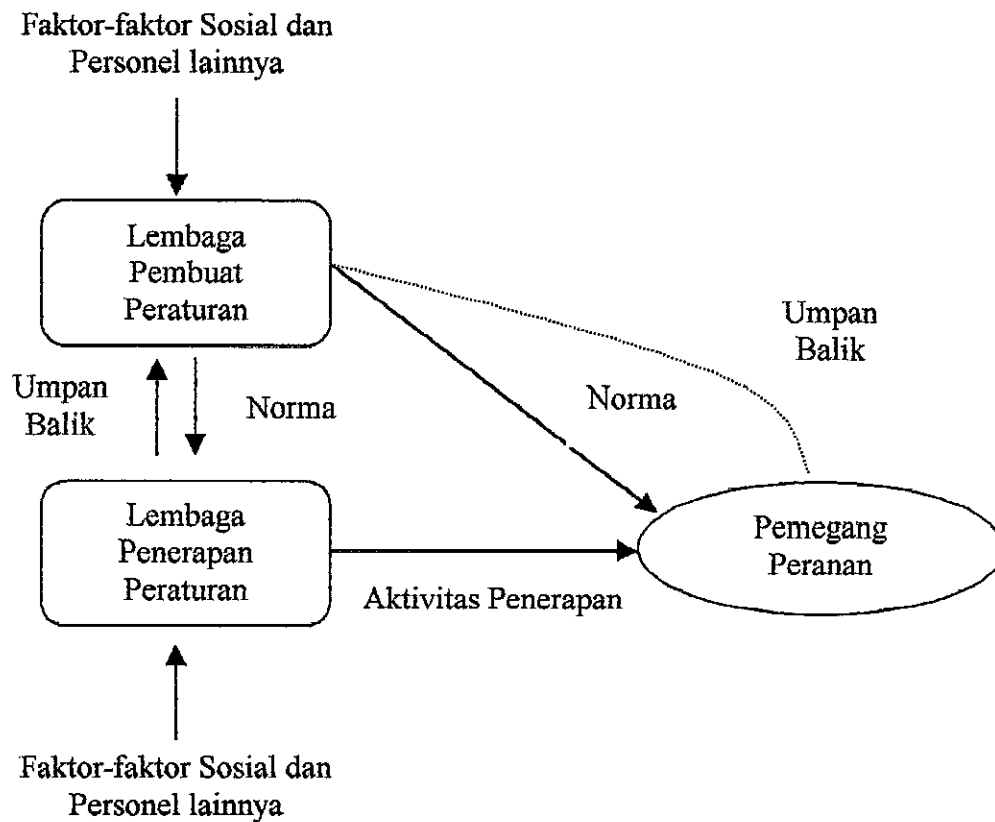 Faktor-faktor Sosial dan
Personel lainnya
Lembaga
Pembuat
Peraturan
Umpan
Balik
Norma
Norma
Umpan
Balik
Lembaga
Penerapan
Peraturan
Aktivitas Penerapan
Pemegang
Peranan
Faktor-faktor Sosial dan
Personel lainnya